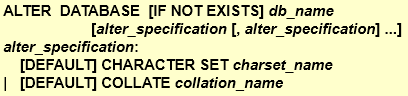 ALTER DATABASE [IF NOT EXISTS] db_name
[alter_specification [, alter_specification] ...]
alter_specification:
[DEFAULT] CHARACTER SET charset_name
| [DEFAULT] COLLATE collation_name